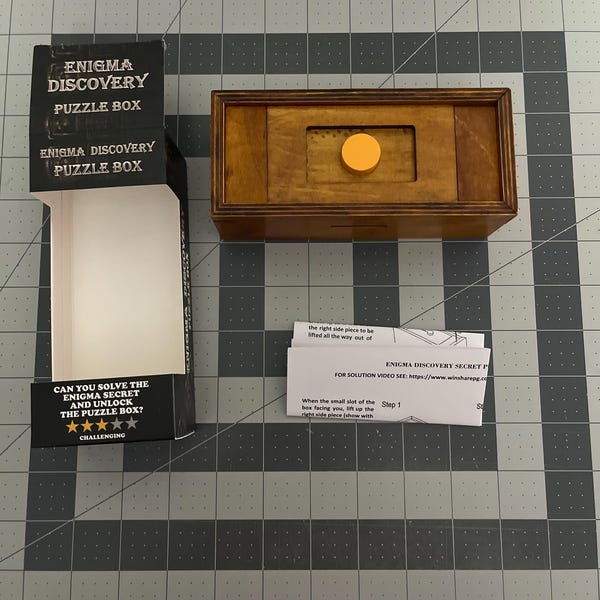 ENIGMA
DISCOVERY
PUZZLE BOX
ENIGMA DISCOVERY
PUZZLE BOX
CAN YOU SOLVE THE
ENIGMA SECRET
AND UNLOCK
THE PUZZLE BOX?
CHALLENGING
the right side piece to be
lifted all the way out of
ENIGMA DISCOVERY SECRET P
FOR SOLUTION VIDEO SEE: https://www.winsharepg.co
When the small slot of the
box facing you, lift up the
right side piece (show with
Step 1
St